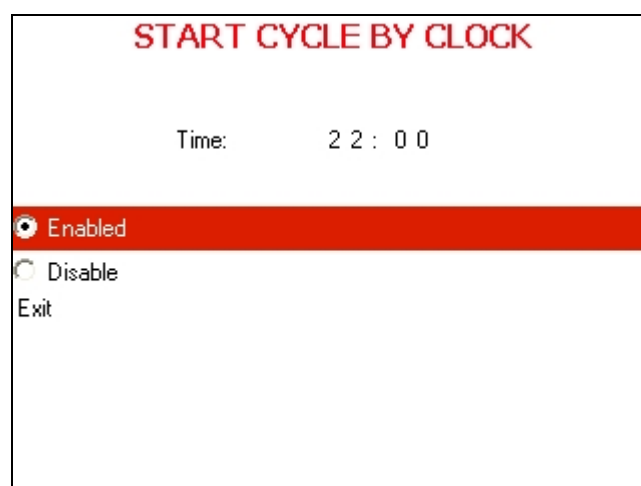 START CYCLE BY CLOCK
Time: 22:00
Enabled
Disable
Exit